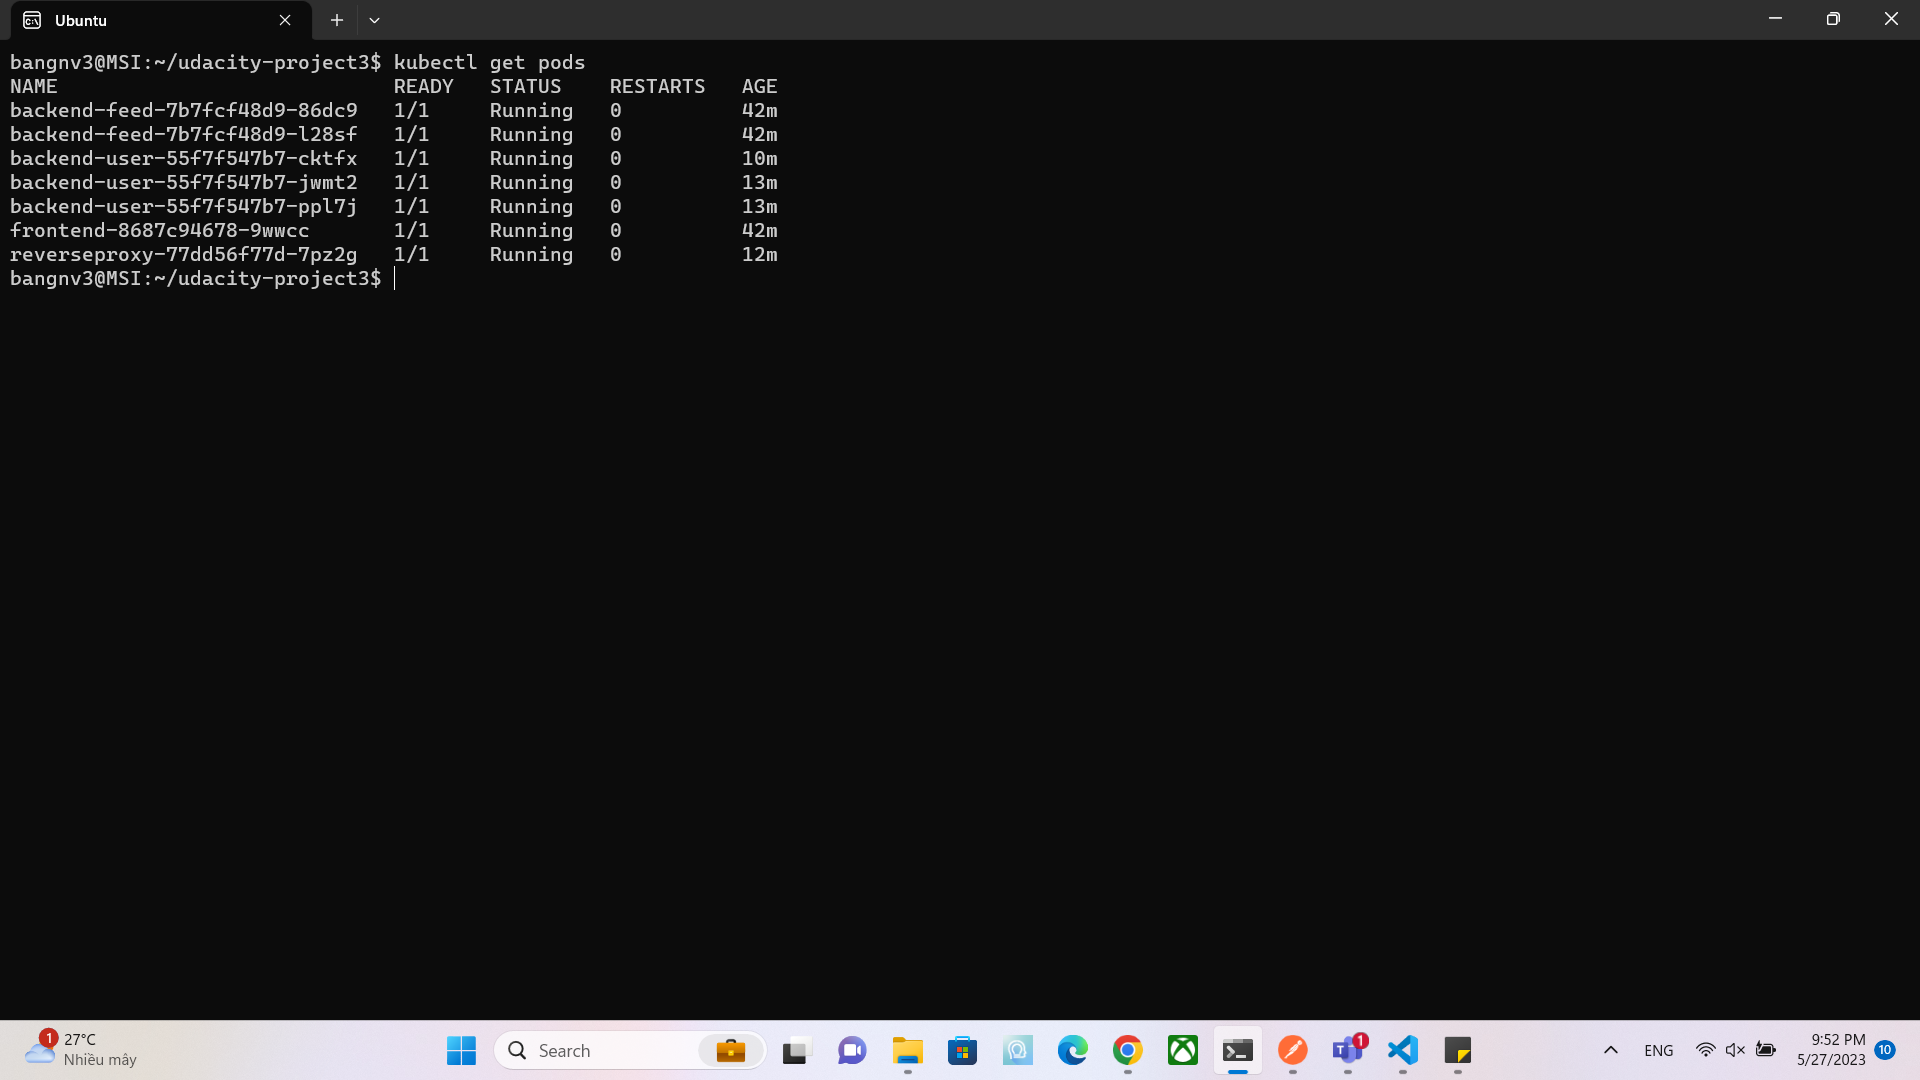 Ubuntu
bangnv3@MSI:~/udacity-project3$ kubectl get pods
NAME READY STATUS RESTARTS AGE
backend-feed-7b7fcf48d9-86dc9 1/1 Running 0 42m
backend-feed-7b7fcf48d9-l28sf 1/1 Running 0 42m
backend-user-55f7f547b7-cktfx 1/1 Running 0 10m
backend-user-55f7f547b7-jwmt2 1/1 Running 0 13m
backend-user-55f7f547b7-ppl7j 1/1 Running 0 13m
frontend-8687c94678-9wwcc 1/1 Running 0 42m
reverseproxy-77dd56f77d-7pz2g 1/1 Running 0 12m
bangnv3@MSI:~/udacity-project3$
1
27°C
Nhiều mây
Search
1
ENG
9:52 PM
5/27/2023
10